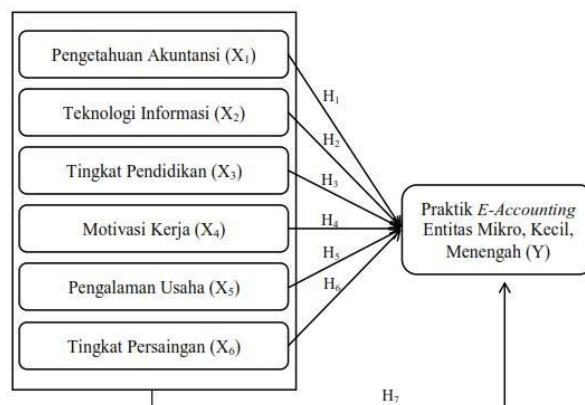 Pengetahuan Akuntansi (X₁)
H₁
Teknologi Informasi (X₂)
H₂
Tingkat Pendidikan (X₃)
H₃
Motivasi Kerja (X₄)
H₄
Pengalaman Usaha (X₅)
H₅
Tingkat Persaingan (X₆)
H₆
Praktik E-Accounting
Entitas Mikro, Kecil,
Menengah (Y)
H₇